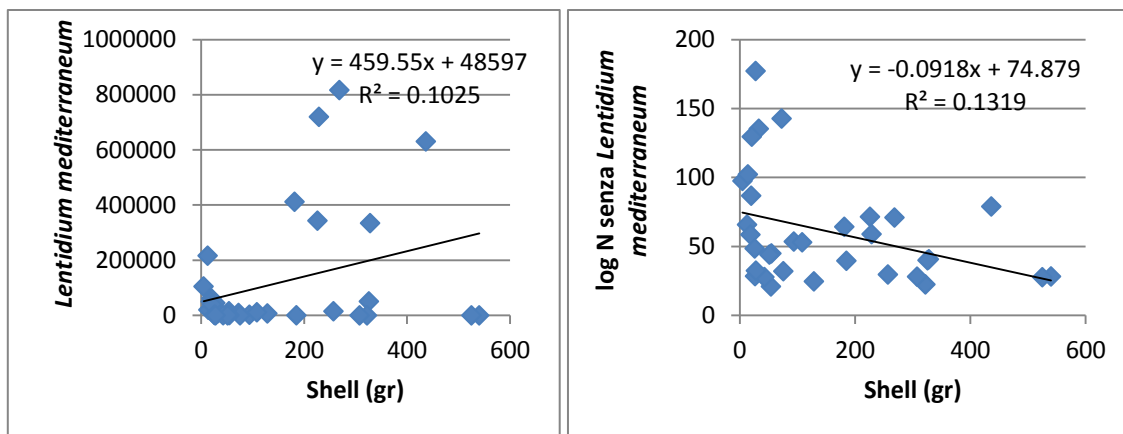 Lentidium mediterraneum
1000000
800000
600000
400000
200000
0
y = 459.55x + 48597
R² = 0.1025
0 200 400 600
Shell (gr)
log N senza Lentidium
mediterraneum
200
150
100
50
0
y = -0.0918x + 74.879
R² = 0.1319
0 200 400 600
Shell (gr)